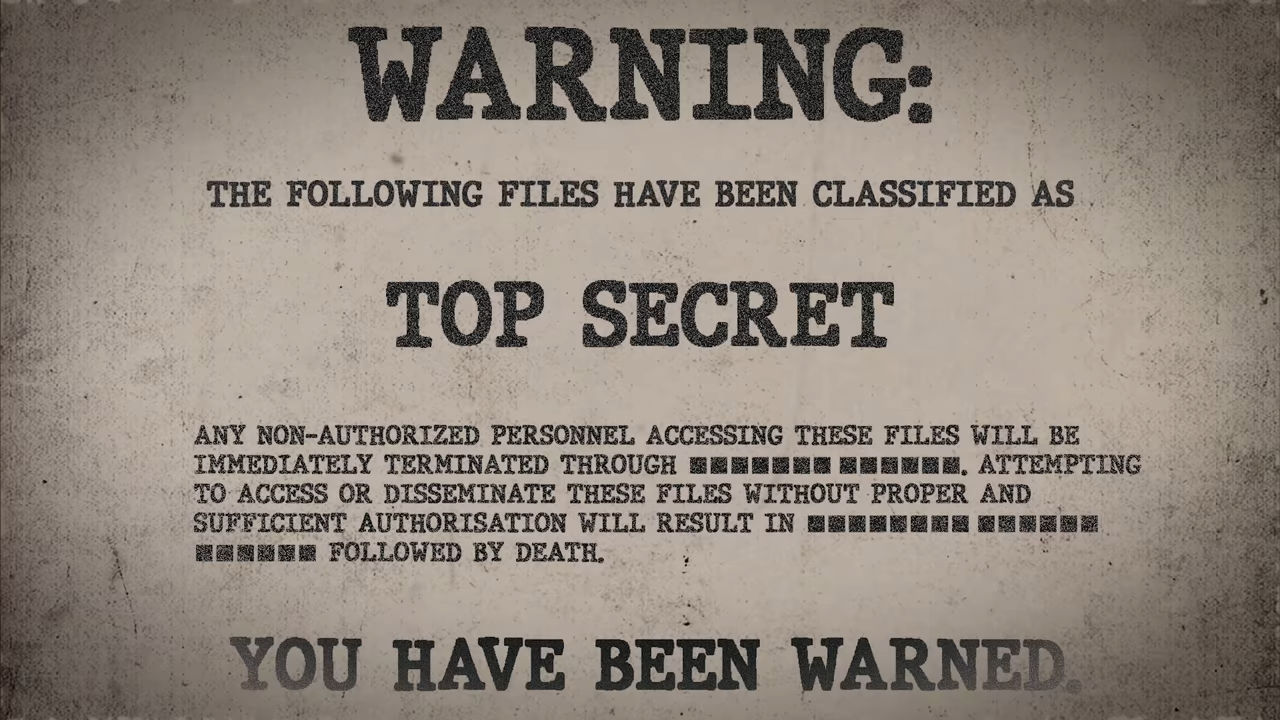 WARNING:
THE FOLLOWING FILES HAVE BEEN CLASSIFIED AS
TOP SECRET
ANY NON-AUTHORIZED PERSONNEL ACCESSING THESE FILES WILL BE
IMMEDIATELY TERMINATED THROUGH ■■■■■■■ ■■■■■■. ATTEMPTING
TO ACCESS OR DISSEMINATE THESE FILES WITHOUT PROPER AND
SUFFICIENT AUTHORISATION WILL RESULT IN ■■■■■■■■ ■■■■■■
■■■■■■ FOLLOWED BY DEATH.
YOU HAVE BEEN WARNED.